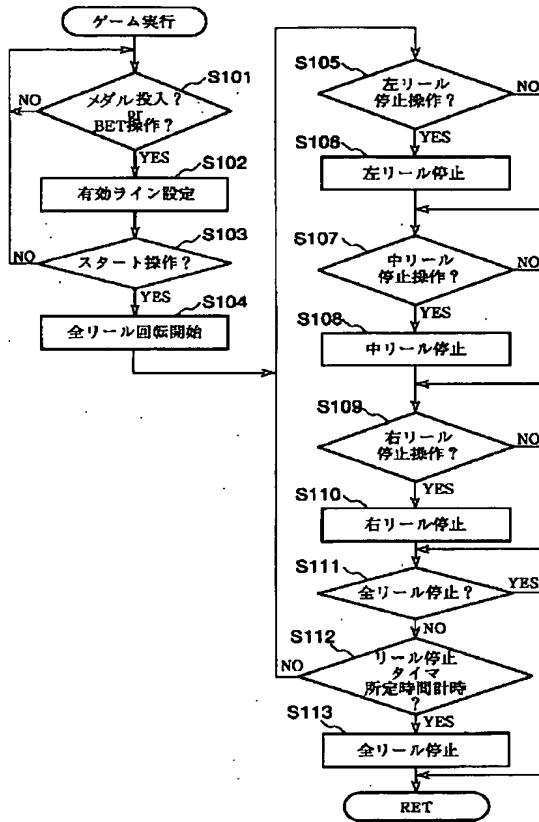 ゲーム実行
S101
メダル投入?
or
BET操作?
NO
YES
S102
有効ライン設定
S103
スタート操作?
NO
YES
S104
全リール回転開始
S105
左リール
停止操作?
NO
YES
S106
左リール停止
S107
中リール
停止操作?
NO
YES
S108
中リール停止
S109
右リール
停止操作?
NO
YES
S110
右リール停止
S111
全リール停止?
YES
NO
S112
リール停止
タイマ
所定時間計時
?
NO
YES
S113
全リール停止
RET